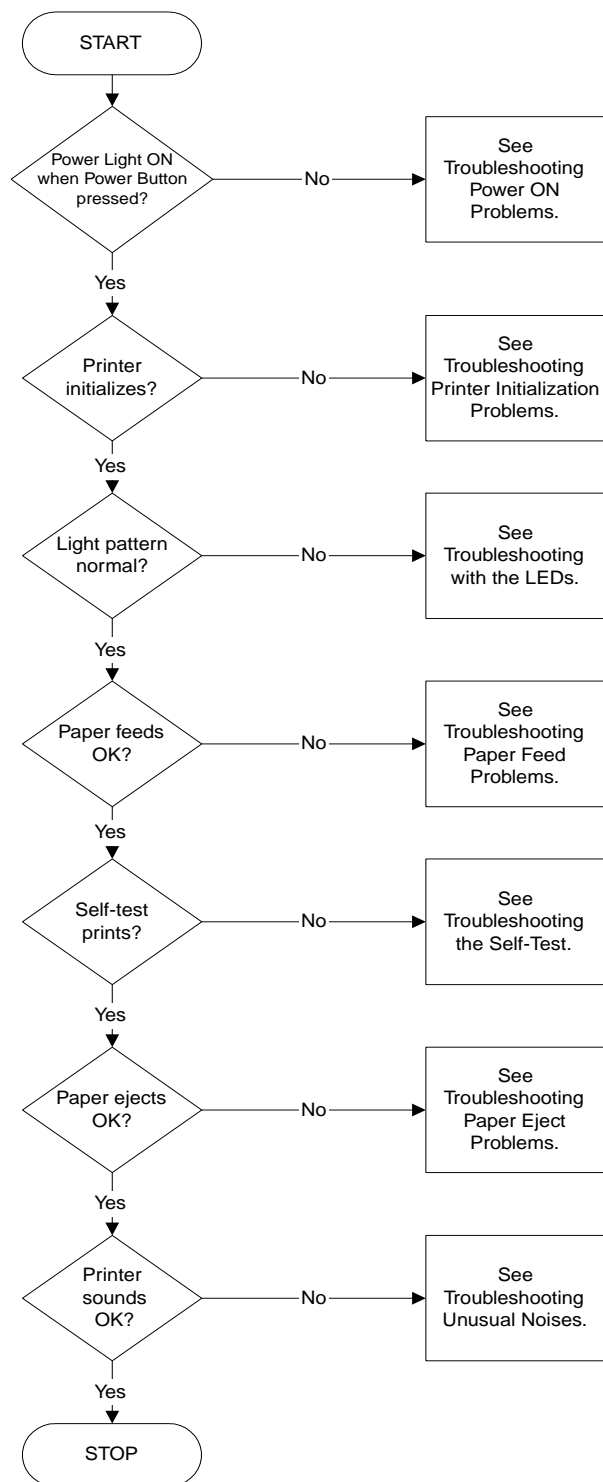 START
Power Light ON
when Power Button
pressed?
No
See
Troubleshooting
Power ON
Problems.
Yes
Printer
initializes?
No
See
Troubleshooting
Printer Initialization
Problems.
Yes
Light pattern
normal?
No
See
Troubleshooting
with the LEDs.
Yes
Paper feeds
OK?
No
See
Troubleshooting
Paper Feed
Problems.
Yes
Self-test
prints?
No
See
Troubleshooting
the Self-Test.
Yes
Paper ejects
OK?
No
See
Troubleshooting
Paper Eject
Problems.
Yes
Printer
sounds
OK?
No
See
Troubleshooting
Unusual Noises.
Yes
STOP